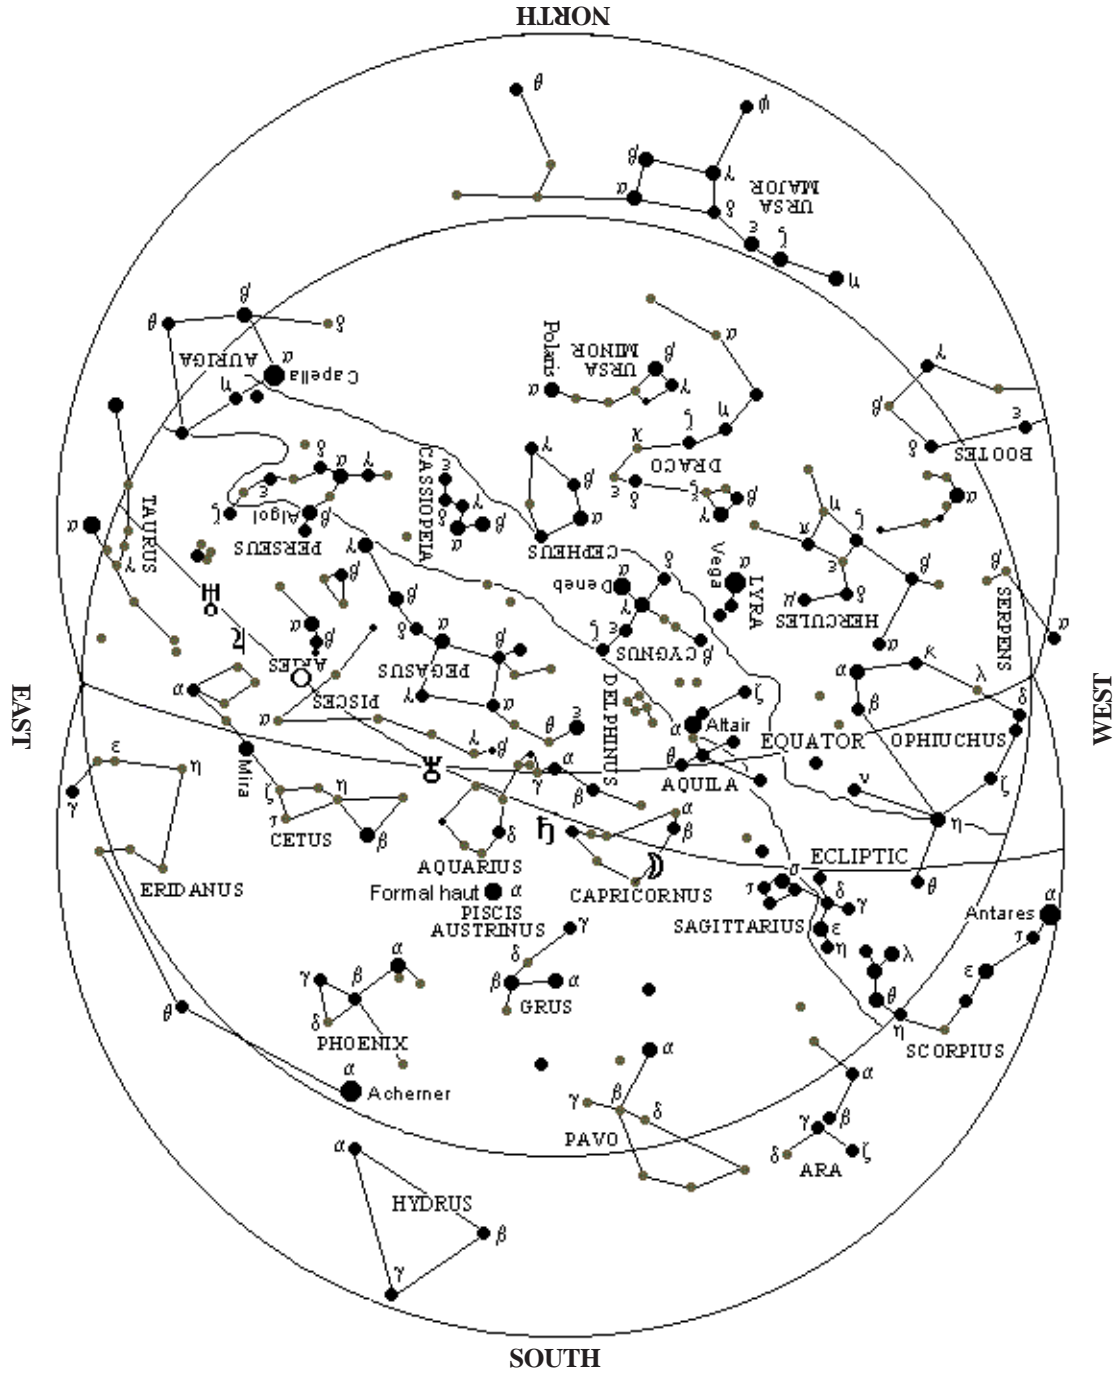 NORTH
θ
φ
β
γ
α
δ
URSA
MAJOR
ε
ζ
η
β
θ
δ
AURIGA
α
Capella
η
Polaris
α
URSA
MINOR
β
γ
α
η
ζ
χ
DRACO
ε
δ
ξ
β
γ
γ
β
δ
ε
BOOTES
TAURUS
α
γ
δ
α
γ
ε
ζ
Algol
β
PERSEUS
CASSIOPEIA
ε
δ
γ
α
β
γ
β
α
CEPHEUS
α
η
ζ
π
ε
β
δ
μ
HERCULES
α
SERPENS
β
α
Vega
α
LYRA
Deneb
α
δ
γ
ε
ζ
CYGNUS
β
γ
β
δ
α
PEGASUS
β
γ
α
θ
ε
β
α
β
ARIES
PISCES
α
γ
β
α
Mira
DELPHINUS
ζ
α
Altair
θ
AQUILA
EQUATOR
κ
α
λ
β
δ
OPHIUCHUS
ν
ζ
η
θ
EAST
WEST
ε
η
γ
ERIDANUS
ζ
τ
η
β
CETUS
γ
α
β
δ
AQUARIUS
α
β
CAPRICORNUS
ECLIPTIC
Formal haut α
PISCIS
AUSTRINUS
σ
τ
δ
γ
ε
η
SAGITTARIUS
α
Antares
τ
ε
λ
θ
η
SCORPIUS
γ
δ
β
α
GRUS
α
γ
β
δ
PHOENIX
θ
α
Acherner
α
γ
β
δ
PAVO
α
β
γ
δ
ζ
ARA
α
HYDRUS
β
γ
SOUTH